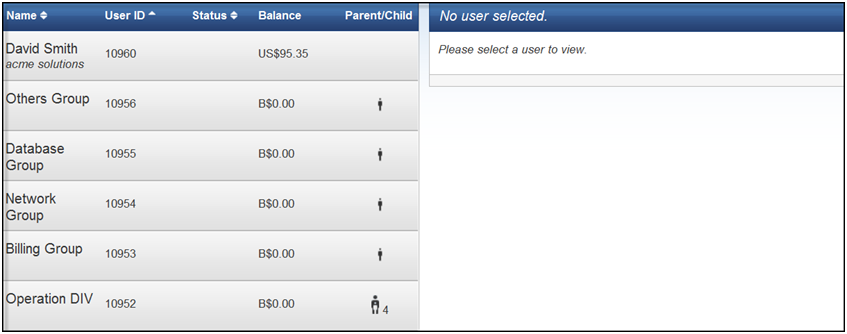 Name User ID Status Balance Parent/Child
No user selected.
Please select a user to view.
David Smith
acme solutions
10960 US$95.35
Others Group 10956 B$0.00
Database
Group
10955 B$0.00
Network
Group
10954 B$0.00
Billing Group 10953 B$0.00
Operation DIV 10952 B$0.00 4